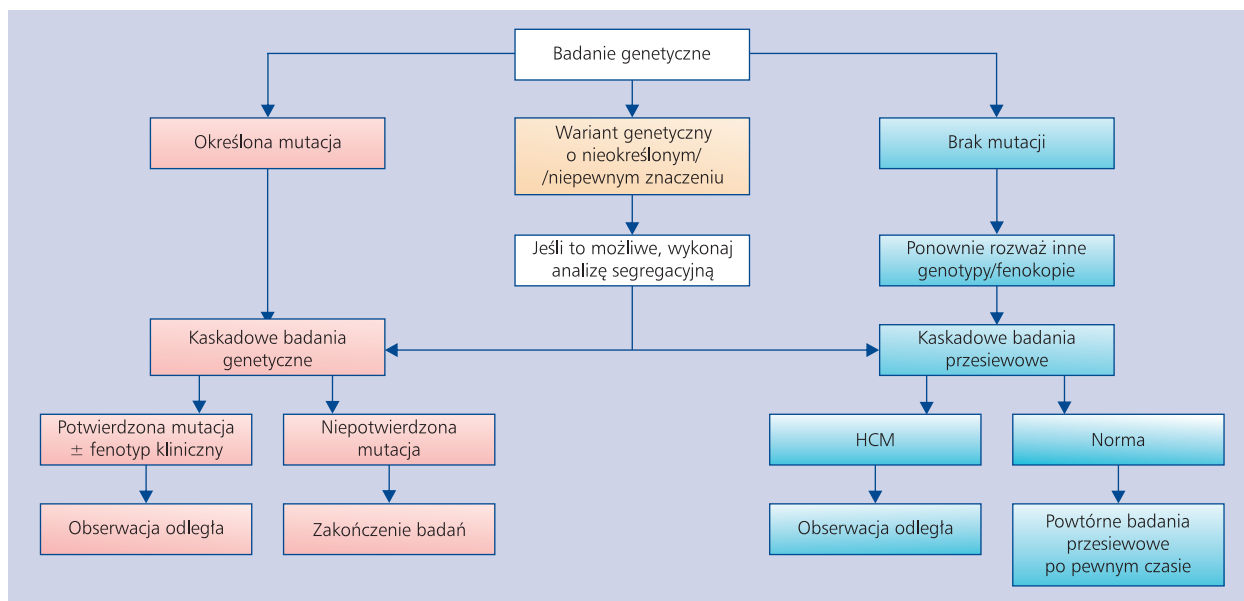 Badanie genetyczne
Określona mutacja
Wariant genetyczny
o nieokreślonym/
/niepewnym znaczeniu
Brak mutacji
Jeśli to możliwe, wykonaj
analizę segregacyjną
Ponownie rozważ inne
genotypy/fenokopie
Kaskadowe badania
genetyczne
Kaskadowe badania
przesiewowe
Potwierdzona mutacja
± fenotyp kliniczny
Niepotwierdzona
mutacja
HCM
Norma
Obserwacja odległa
Zakończenie badań
Obserwacja odległa
Powtórne badania
przesiewowe
po pewnym czasie